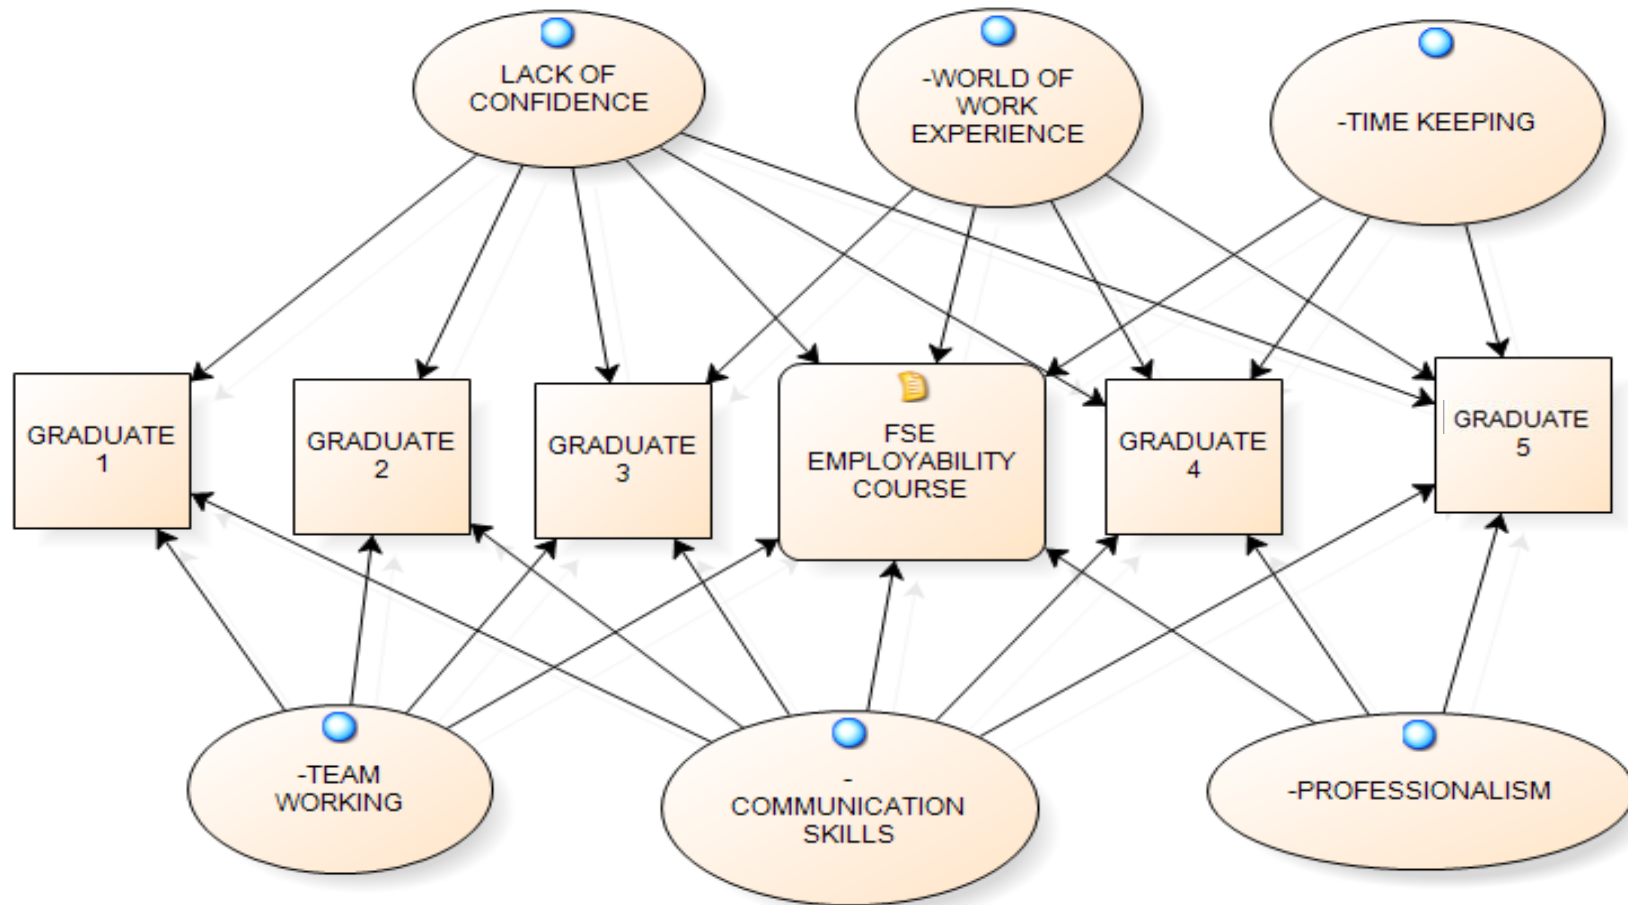 LACK OF
CONFIDENCE
-WORLD OF
WORK
EXPERIENCE
-TIME KEEPING
GRADUATE
1
GRADUATE
2
GRADUATE
3
FSE
EMPLOYABILITY
COURSE
GRADUATE
4
GRADUATE
5
-TEAM
WORKING
-
COMMUNICATION
SKILLS
-PROFESSIONALISM